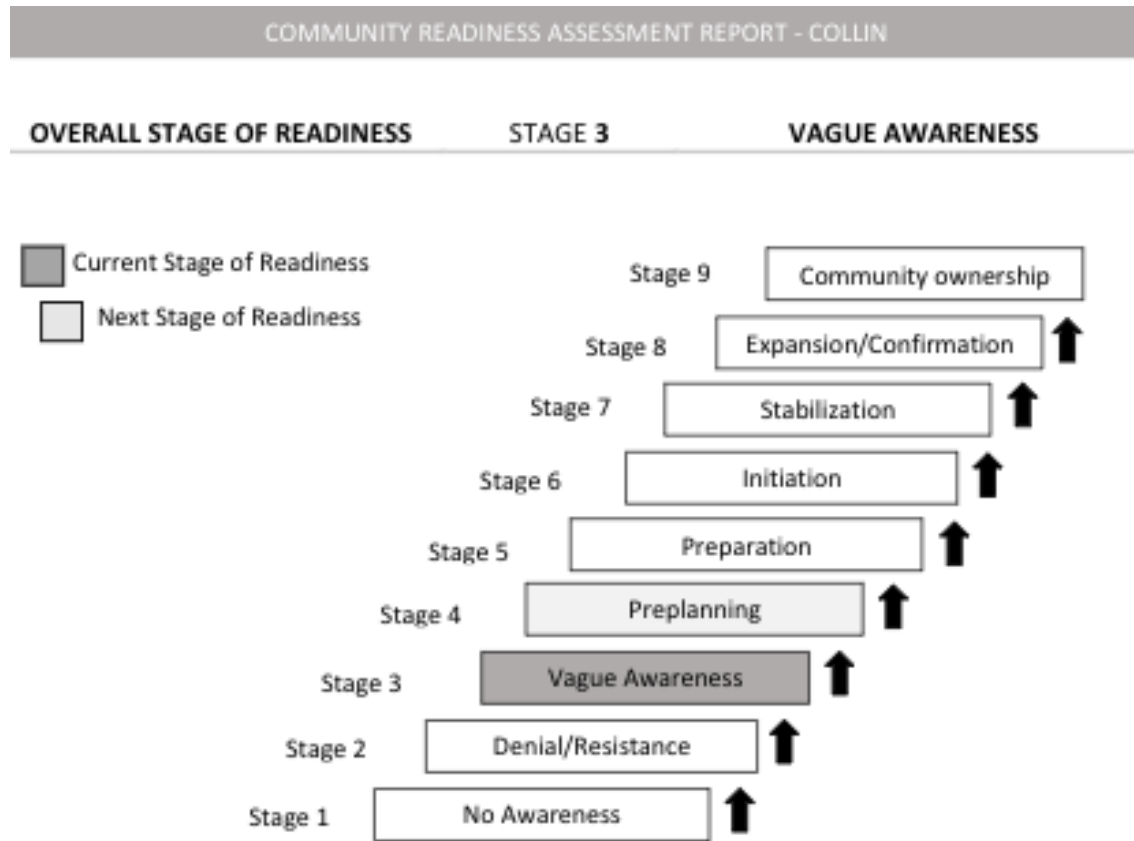 COMMUNITY READINESS ASSESSMENT REPORT - COLLIN
OVERALL STAGE OF READINESS STAGE 3 VAGUE AWARENESS
Current Stage of Readiness
Next Stage of Readiness
Stage 9 Community ownership
Stage 8 Expansion/Confirmation
Stage 7 Stabilization
Stage 6 Initiation
Stage 5 Preparation
Stage 4 Preplanning
Stage 3 Vague Awareness
Stage 2 Denial/Resistance
Stage 1 No Awareness